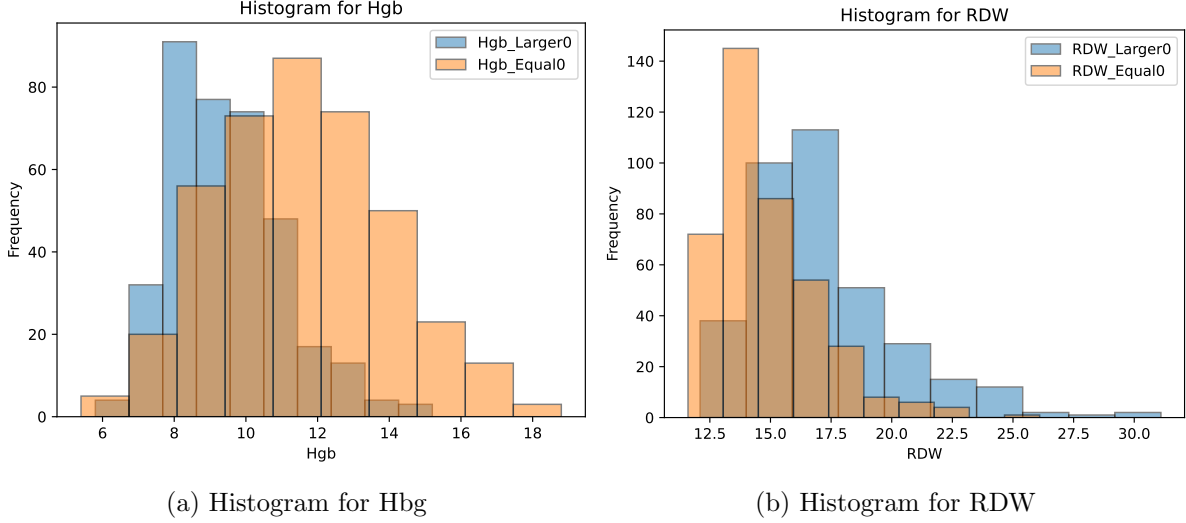 Histogram for Hgb
Hgb_Larger0
Hgb_Equal0
80
60
40
20
0
Frequency
6 8 10 12 14 16 18
Hgb
(a) Histogram for Hbg
Histogram for RDW
RDW_Larger0
RDW_Equal0
140
120
100
80
60
40
20
0
Frequency
12.5 15.0 17.5 20.0 22.5 25.0 27.5 30.0
RDW
(b) Histogram for RDW